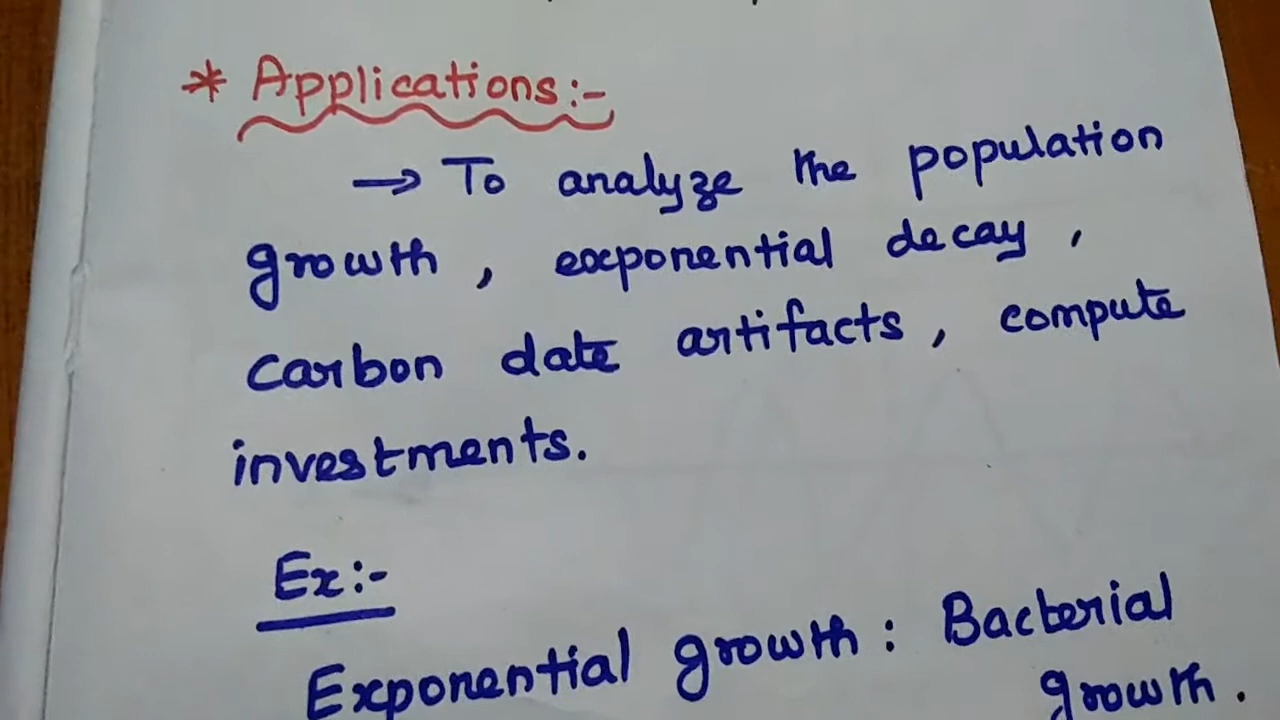 * Applications:-
→ To analyze the population
growth, exponential decay,
carbon date artifacts, compute
investments.
Ex:-
Exponential growth: Bacterial
growth.